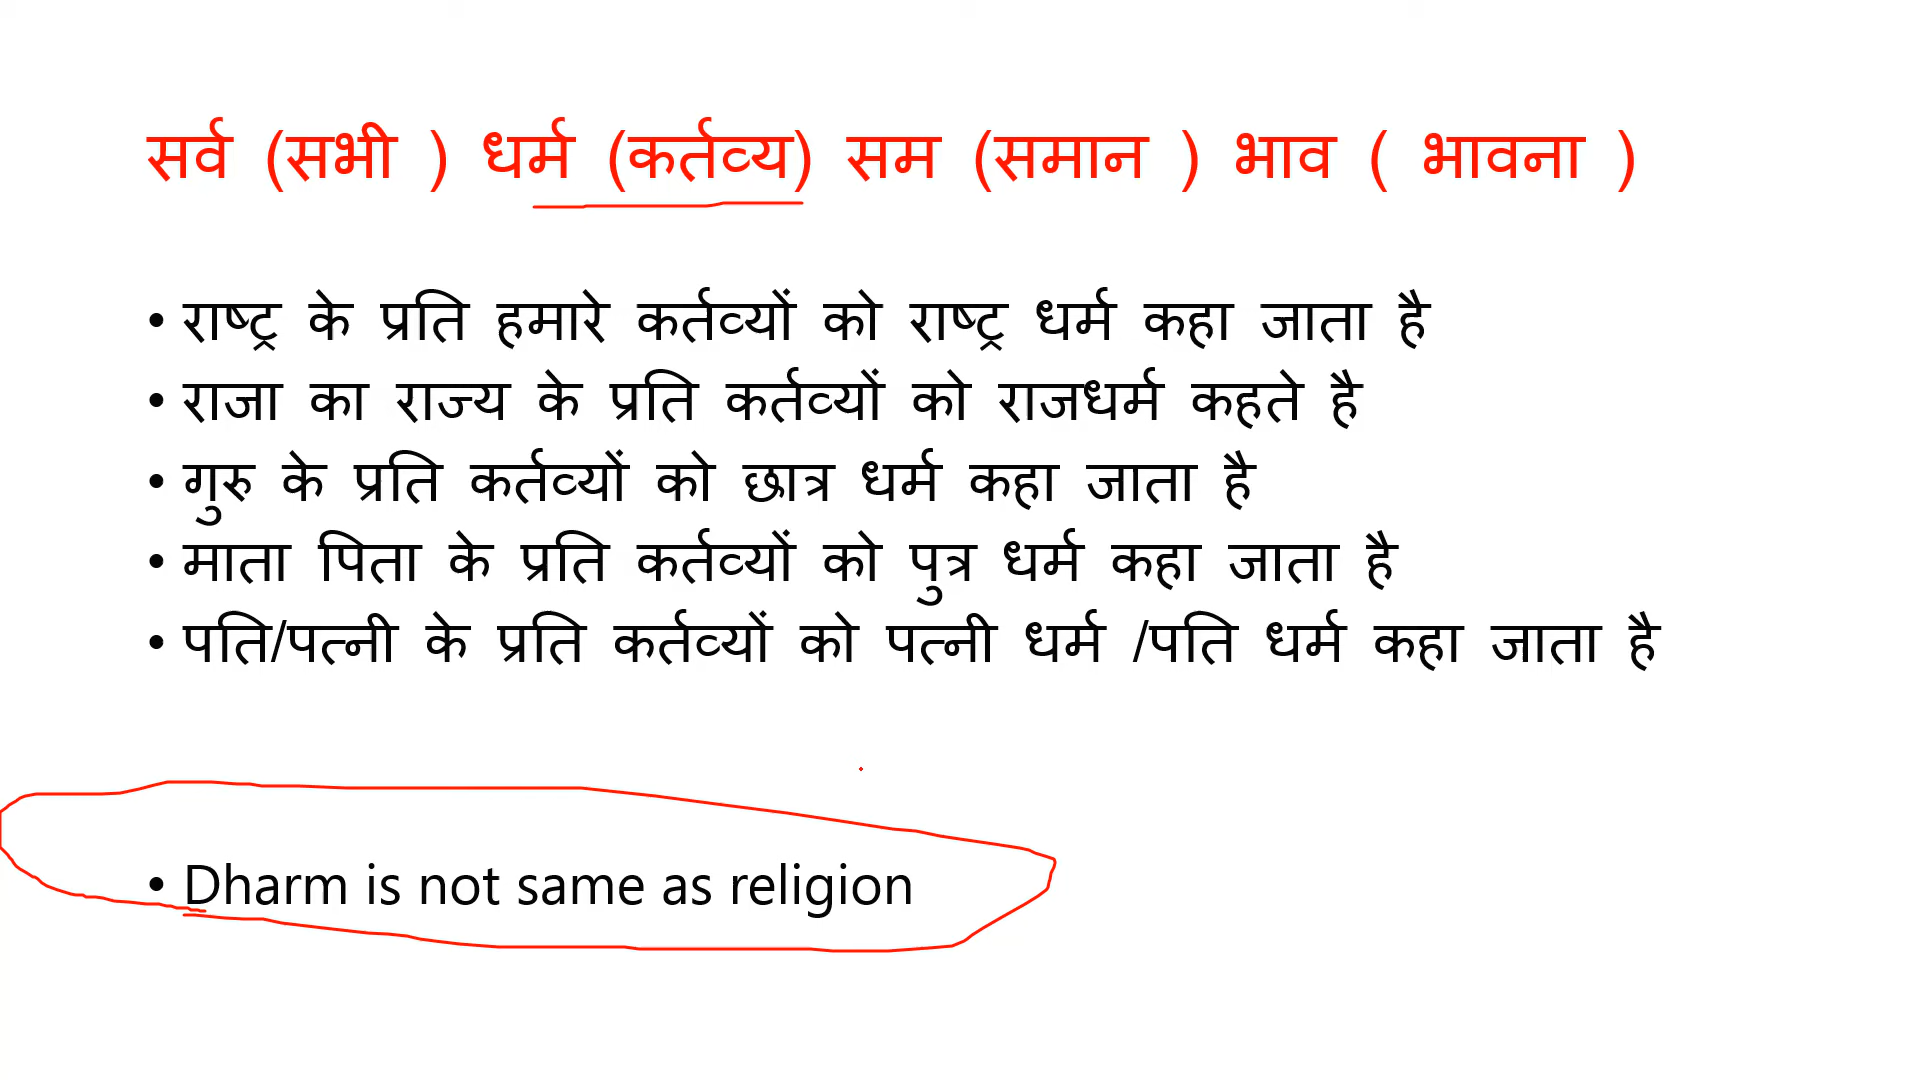 सर्व (सभी ) धर्म (कर्तव्य) सम (समान ) भाव ( भावना )
• राष्ट्र के प्रति हमारे कर्तव्यों को राष्ट्र धर्म कहा जाता है
• राजा का राज्य के प्रति कर्तव्यों को राजधर्म कहते है
• गुरु के प्रति कर्तव्यों को छात्र धर्म कहा जाता है
• माता पिता के प्रति कर्तव्यों को पुत्र धर्म कहा जाता है
• पति/पत्नी के प्रति कर्तव्यों को पत्नी धर्म /पति धर्म कहा जाता है
• Dharm is not same as religion